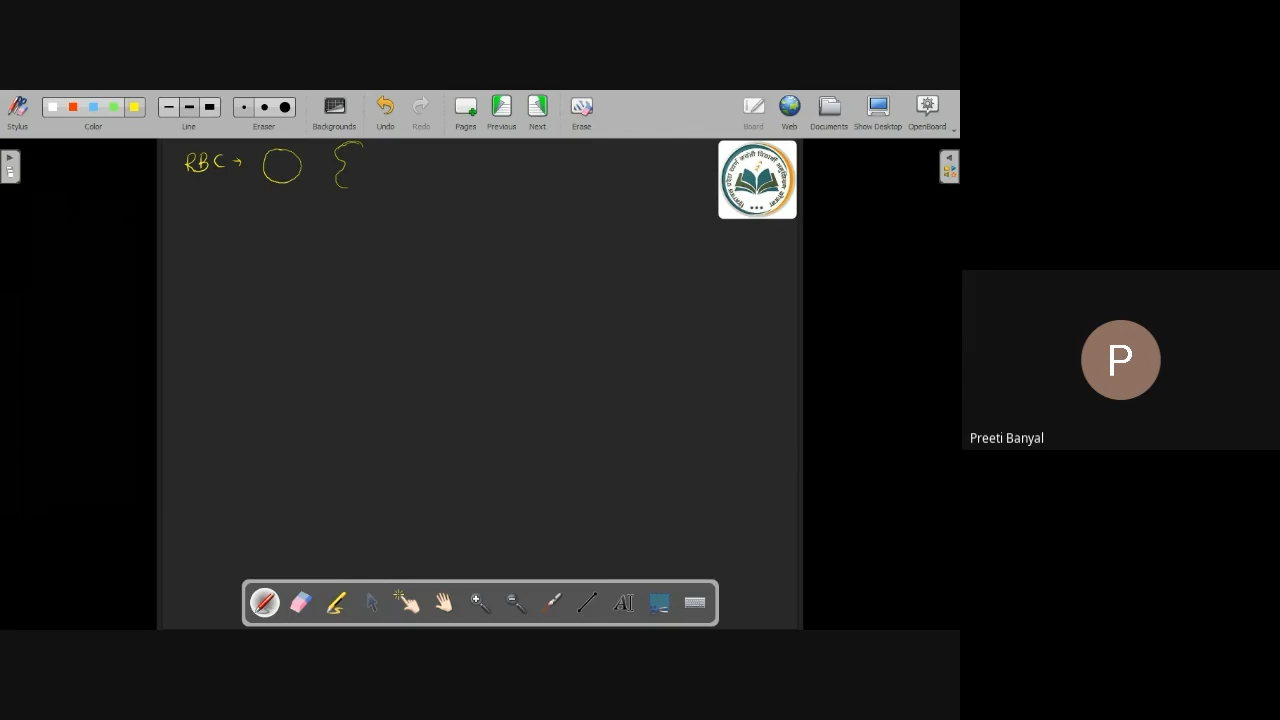 Stylus Color Line Eraser Backgrounds Undo Redo Pages Previous Next Erase Board Web Documents Show Desktop OpenBoard
RBC →
AI
P
Preeti Banyal